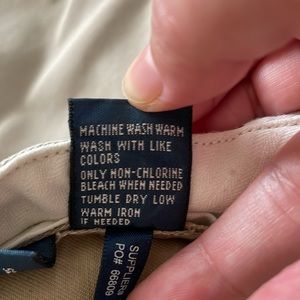 MACHINE WASH WARM
WASH WITH LIKE
COLORS
ONLY NON-CHLORINE
BLEACH WHEN NEEDED
TUMBLE DRY LOW
WARM IRON
IF NEEDED
SUPPLIER#
PO# 66809